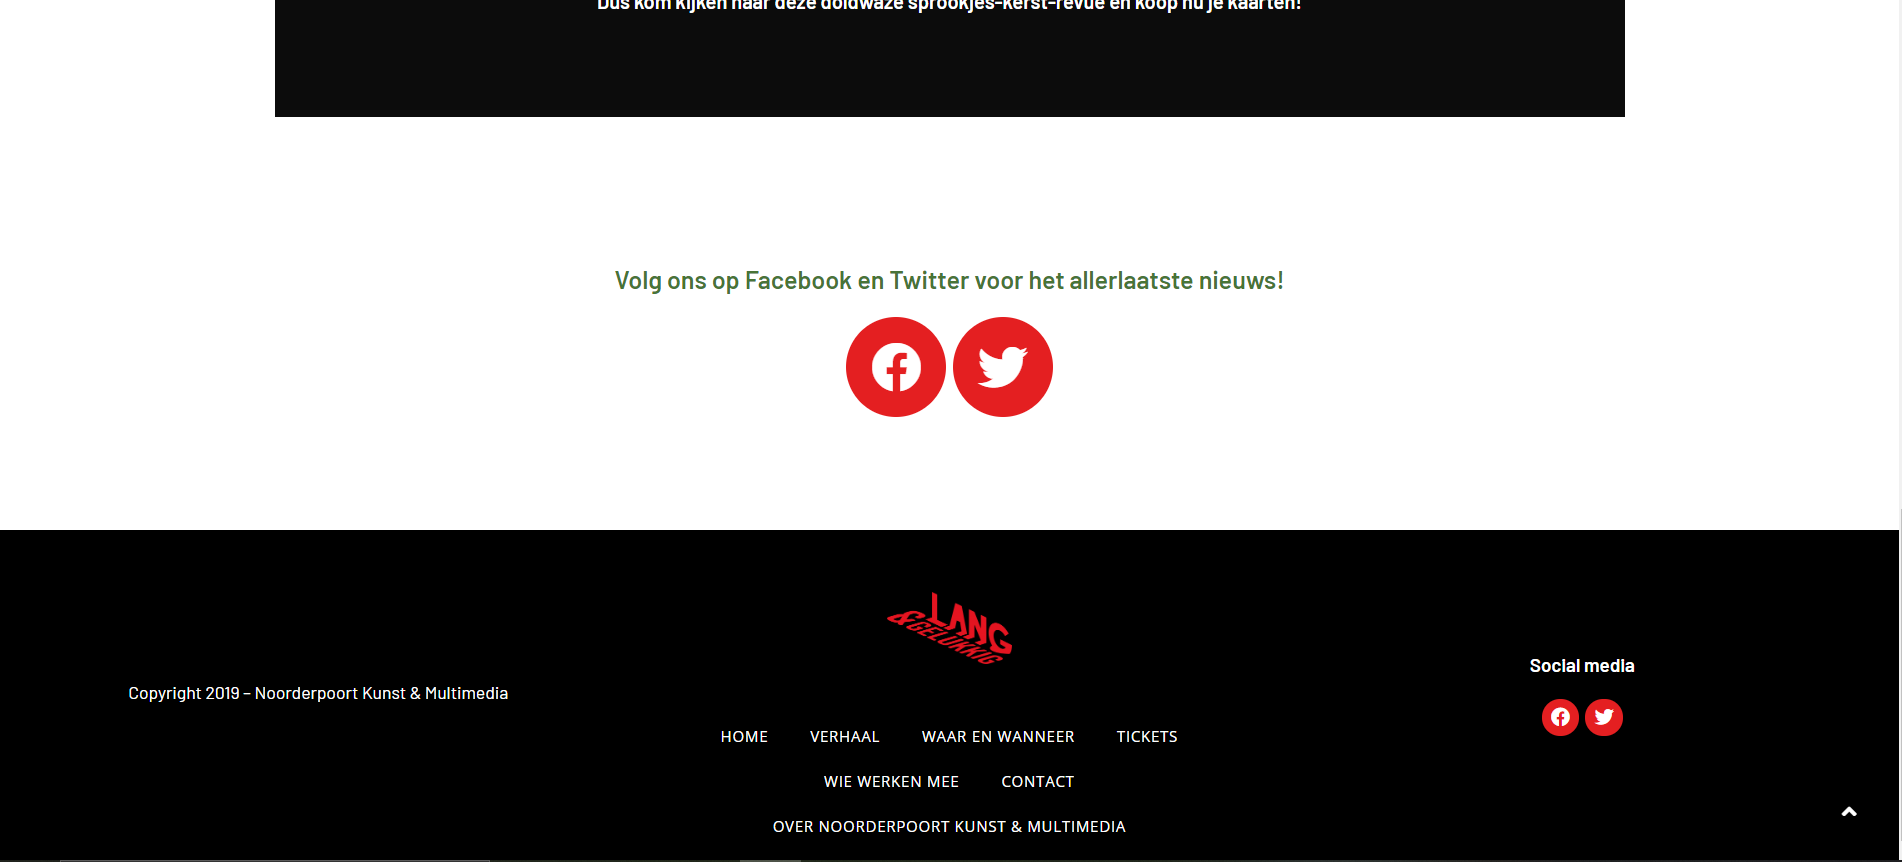 Dus kom kijken naar deze doldwaze sprookjes-kerst-revue en koop nu je kaarten!
Volg ons op Facebook en Twitter voor het allerlaatste nieuws!
LANG
&GELUKKIG
Copyright 2019 – Noorderpoort Kunst & Multimedia
HOME VERHAAL WAAR EN WANNEER TICKETS
WIE WERKEN MEE CONTACT
OVER NOORDERPOORT KUNST & MULTIMEDIA
Social media